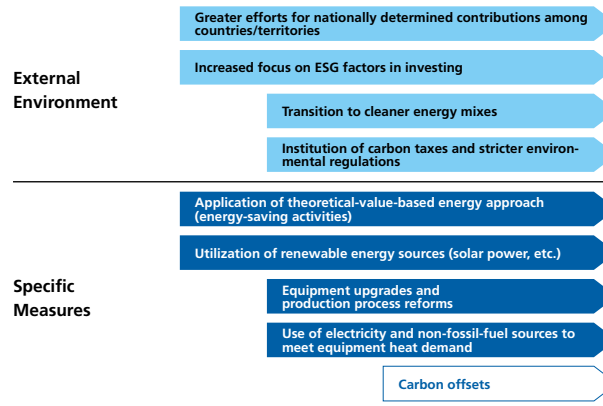 Greater efforts for nationally determined contributions among
countries/territories
Increased focus on ESG factors in investing
External
Environment
Transition to cleaner energy mixes
Institution of carbon taxes and stricter environ-
mental regulations
Application of theoretical-value-based energy approach
(energy-saving activities)
Utilization of renewable energy sources (solar power, etc.)
Specific
Measures
Equipment upgrades and
production process reforms
Use of electricity and non-fossil-fuel sources to
meet equipment heat demand
Carbon offsets